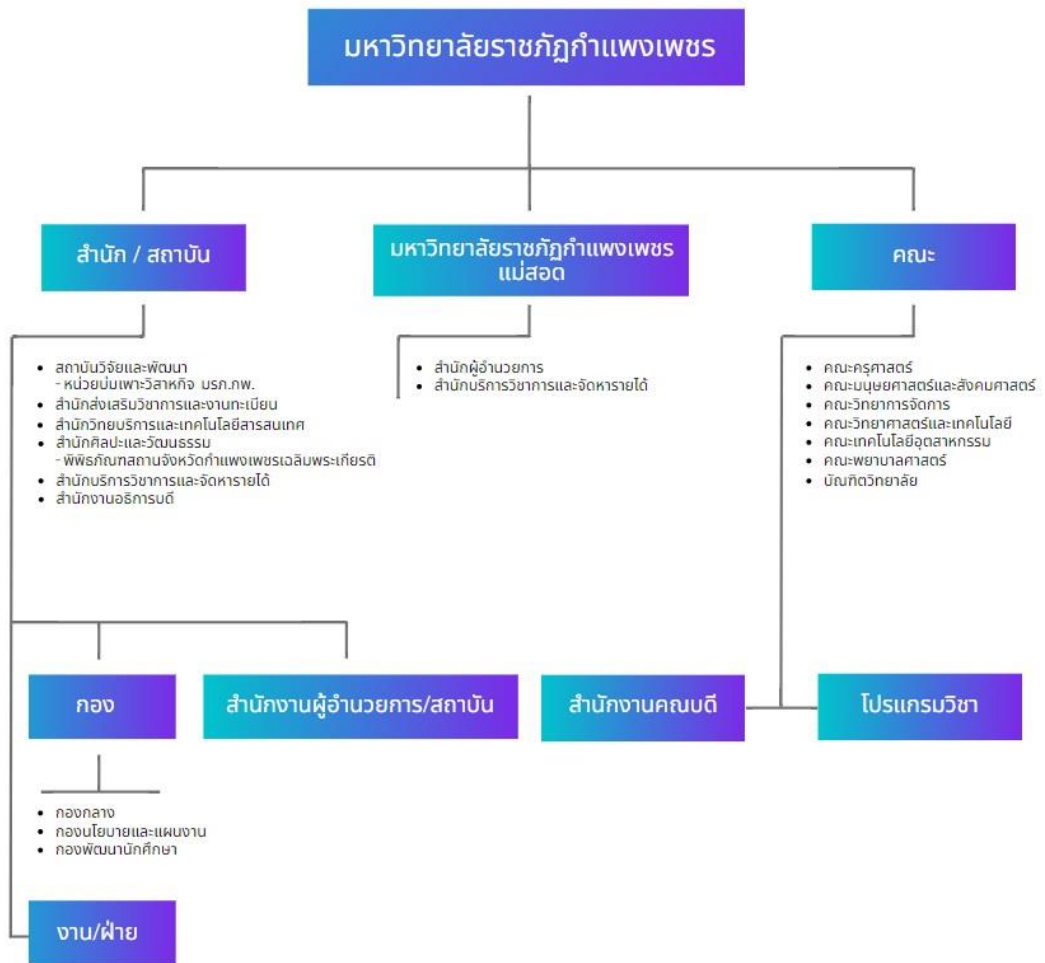 มหาวิทยาลัยราชภัฏกำแพงเพชร
สำนัก / สถาบัน
มหาวิทยาลัยราชภัฏกำแพงเพชร
แม่สอด
คณะ
• สถาบันวิจัยและพัฒนา
- หน่วยบ่มเพาะวิสาหกิจ มรภ.กพ.
• สำนักส่งเสริมวิชาการและงานทะเบียน
• สำนักวิทยบริการและเทคโนโลยีสารสนเทศ
• สำนักศิลปะและวัฒนธรรม
- พิพิธภัณฑสถานจังหวัดกำแพงเพชรเฉลิมพระเกียรติ
• สำนักบริการวิชาการและจัดหารายได้
• สำนักงานอธิการบดี
• สำนักผู้อำนวยการ
• สำนักบริการวิชาการและจัดหารายได้
• คณะครุศาสตร์
• คณะมนุษยศาสตร์และสังคมศาสตร์
• คณะวิทยาการจัดการ
• คณะวิทยาศาสตร์และเทคโนโลยี
• คณะเทคโนโลยีอุตสาหกรรม
• คณะพยาบาลศาสตร์
• บัณฑิตวิทยาลัย
กอง
สำนักงานผู้อำนวยการ/สถาบัน
สำนักงานคณบดี
โปรแกรมวิชา
• กองกลาง
• กองนโยบายและแผนงาน
• กองพัฒนานักศึกษา
งาน/ฝ่าย